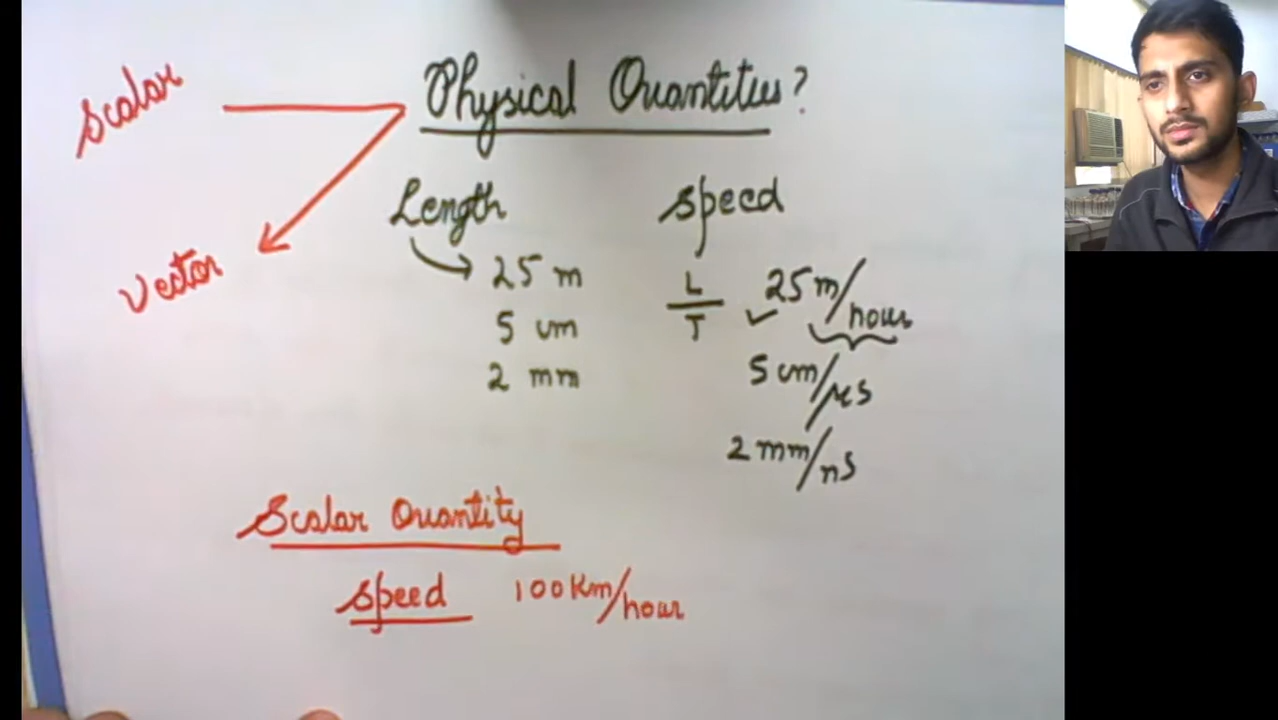 Physical Quantities?
Scalar
Vector
Length
25 m
5 cm
2 mm
speed
L/T
25 m/hour
5 cm/μs
2 mm/ns
Scalar Quantity
speed 100 Km/hour